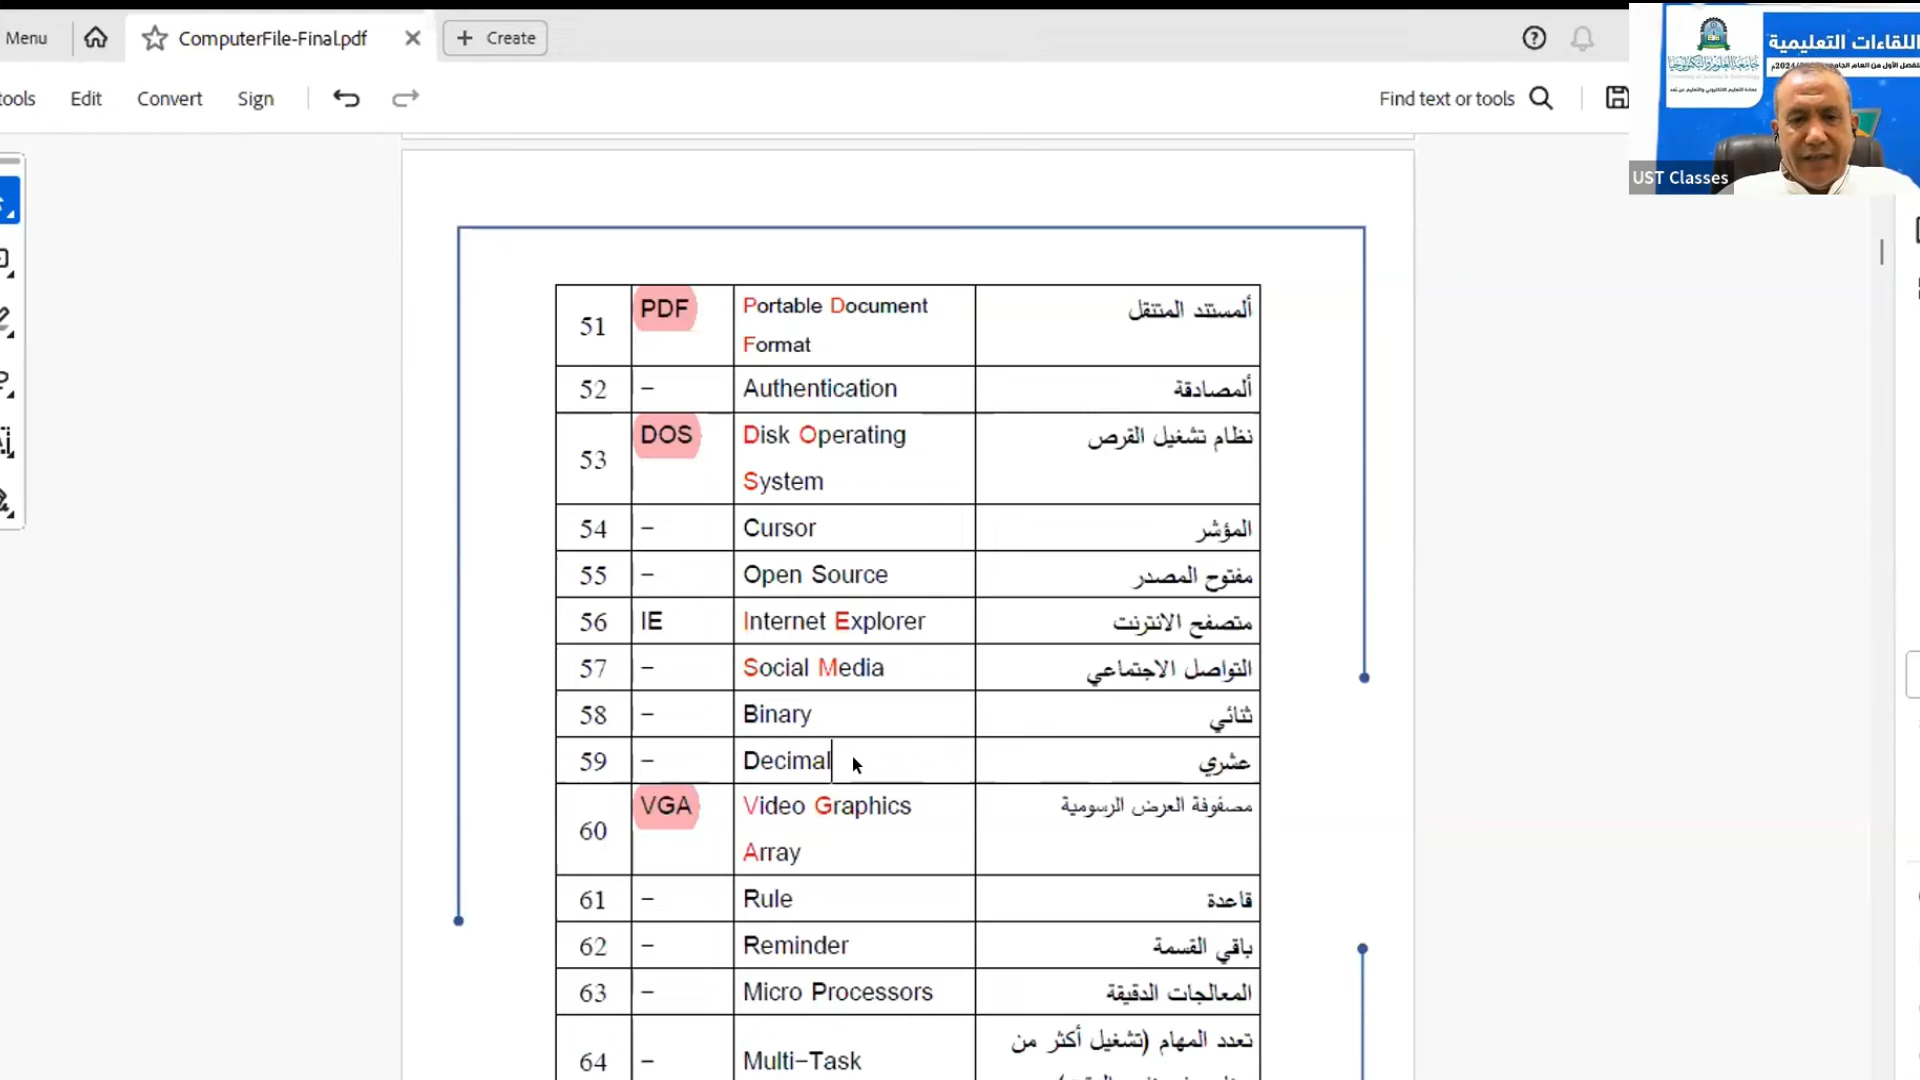 Menu
ComputerFile-Final.pdf
Create
tools
Edit
Convert
Sign
Find text or tools
اللقاءات التعليمية
UST Classes
51 PDF Portable Document Format ألمستند المتنقل
52 - Authentication ألمصادقة
53 DOS Disk Operating System نظام تشغيل القرص
54 - Cursor المؤشر
55 - Open Source مفتوح المصدر
56 IE Internet Explorer متصفح الانترنت
57 - Social Media التواصل الاجتماعي
58 - Binary ثنائي
59 - Decimal عشري
60 VGA Video Graphics Array مصفوفة العرض الرسومية
61 - Rule قاعدة
62 - Reminder باقي القسمة
63 - Micro Processors المعالجات الدقيقة
64 - Multi-Task تعدد المهام (تشغيل أكثر من